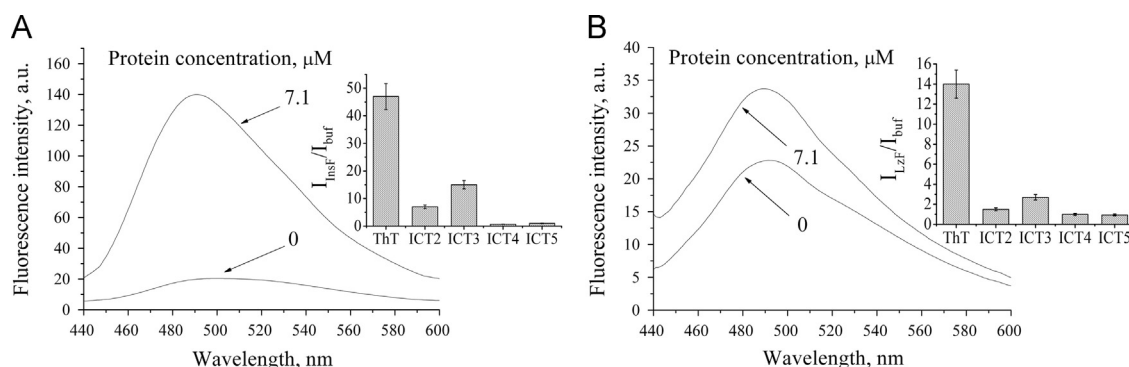 A
Protein concentration, μM
Fluorescence intensity, a.u.
160
140
120
100
80
60
40
20
0
7.1
0
440 460 480 500 520 540 560 580 600
Wavelength, nm
I_InsF/I_buf
50
40
30
20
10
0
ThT ICT2 ICT3 ICT4 ICT5
B
Protein concentration, μM
Fluorescence intensity, a.u.
40
35
30
25
20
15
10
5
0
7.1
0
440 460 480 500 520 540 560 580 600
Wavelength, nm
I_LzF/I_buf
16
14
12
10
8
6
4
2
0
ThT ICT2 ICT3 ICT4 ICT5